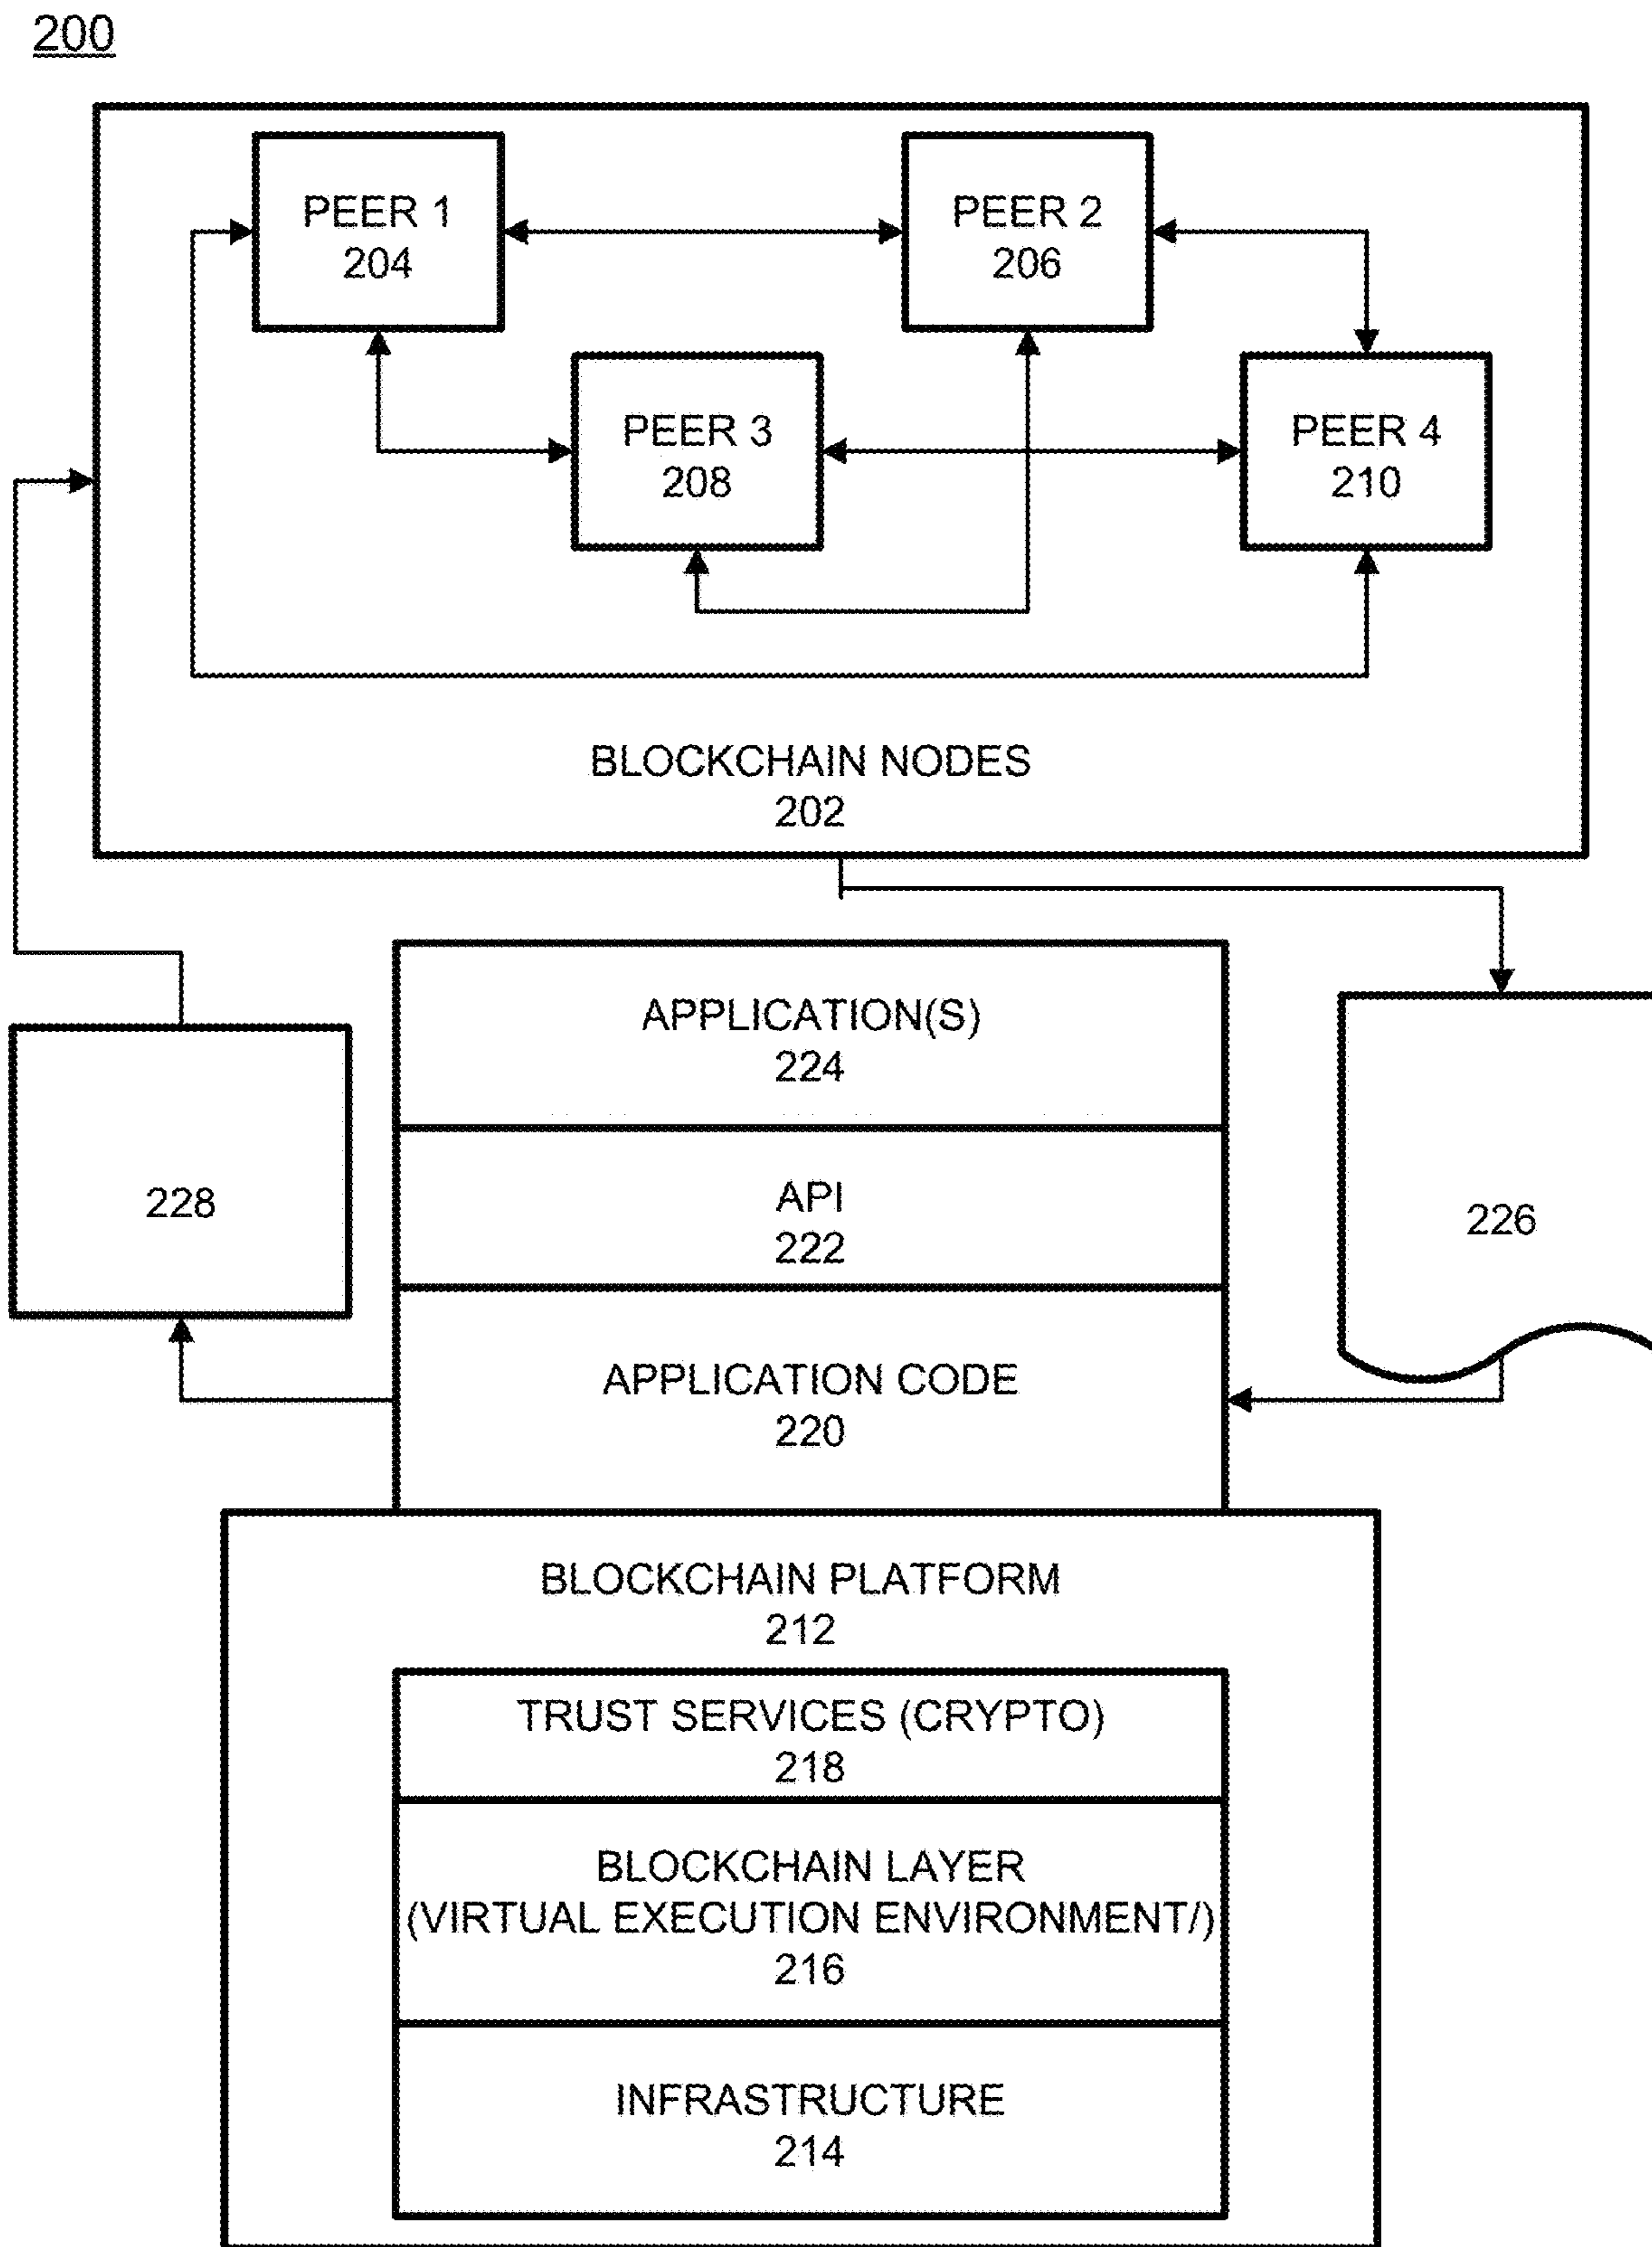 200
PEER 1
204
PEER 2
206
PEER 3
208
PEER 4
210
BLOCKCHAIN NODES
202
APPLICATION(S)
224
API
222
228
226
APPLICATION CODE
220
BLOCKCHAIN PLATFORM
212
TRUST SERVICES (CRYPTO)
218
BLOCKCHAIN LAYER
(VIRTUAL EXECUTION ENVIRONMENT/)
216
INFRASTRUCTURE
214